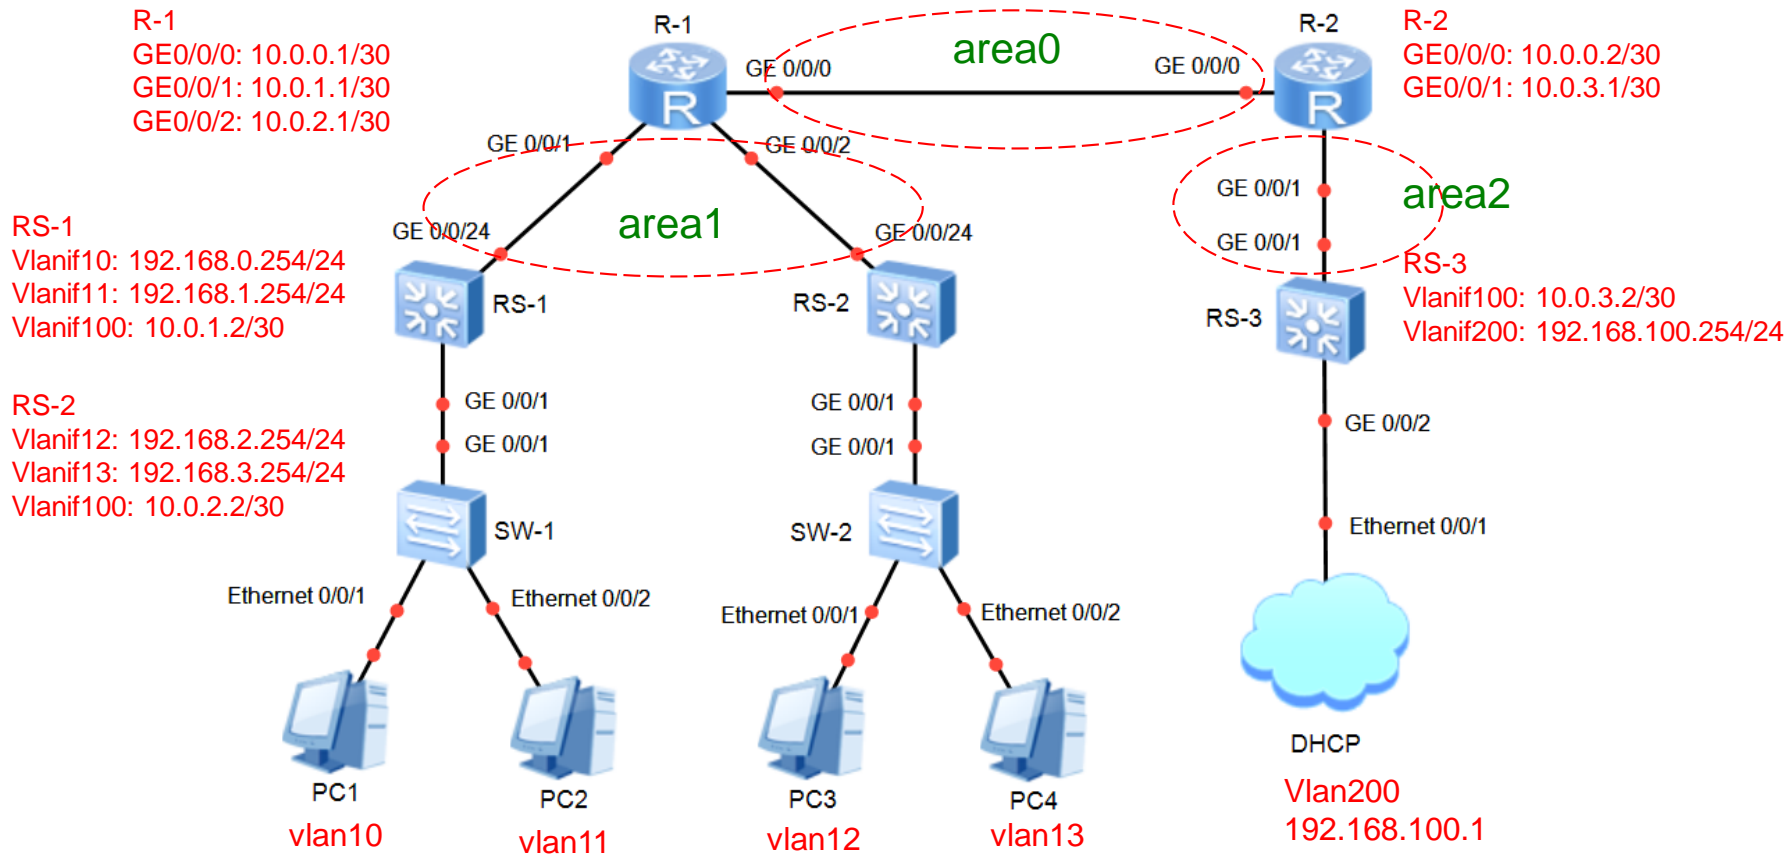 R-1
GE0/0/0: 10.0.0.1/30
GE0/0/1: 10.0.1.1/30
GE0/0/2: 10.0.2.1/30
R-1
area0
R-2
R-2
GE0/0/0: 10.0.0.2/30
GE0/0/1: 10.0.3.1/30
GE 0/0/0
GE 0/0/0
R
R
GE 0/0/1
GE 0/0/2
GE 0/0/1
area2
area1
GE 0/0/24
GE 0/0/24
GE 0/0/1
RS-1
Vlanif10: 192.168.0.254/24
Vlanif11: 192.168.1.254/24
Vlanif100: 10.0.1.2/30
RS-1
RS-2
RS-3
RS-3
Vlanif100: 10.0.3.2/30
Vlanif200: 192.168.100.254/24
RS-2
Vlanif12: 192.168.2.254/24
Vlanif13: 192.168.3.254/24
Vlanif100: 10.0.2.2/30
GE 0/0/1
GE 0/0/1
GE 0/0/1
GE 0/0/1
GE 0/0/2
SW-1
SW-2
Ethernet 0/0/1
Ethernet 0/0/1
Ethernet 0/0/2
Ethernet 0/0/1
Ethernet 0/0/2
PC1
vlan10
PC2
vlan11
PC3
vlan12
PC4
vlan13
DHCP
Vlan200
192.168.100.1